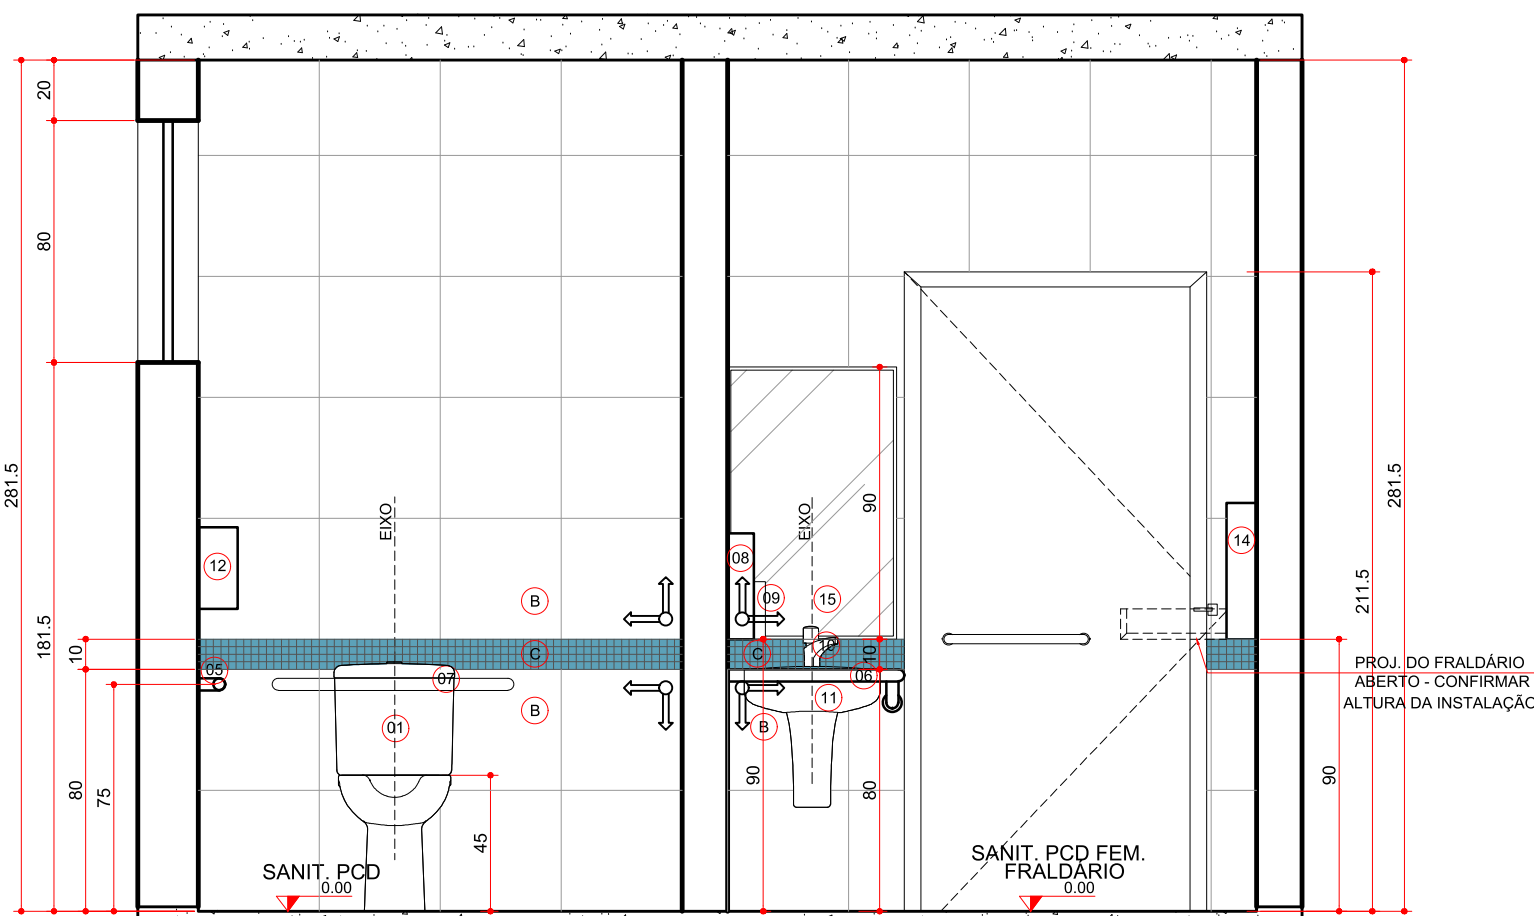 20
80
281.5
181.5
10
80
75
12
05
07
01
EIXO
B
C
B
45
SANIT. PCD
0.00
08
09
15
EIXO
90
C
10
10
06
11
B
90
80
14
211.5
281.5
90
PROJ. DO FRALDÁRIO
ABERTO - CONFIRMAR
ALTURA DA INSTALAÇÃO
SANIT. PCD FEM.
FRALDÁRIO
0.00